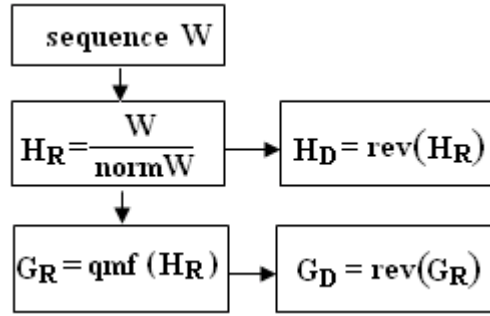 sequence W
H_R = W / normW
H_D = rev(H_R)
G_R = qmf (H_R)
G_D = rev(G_R)